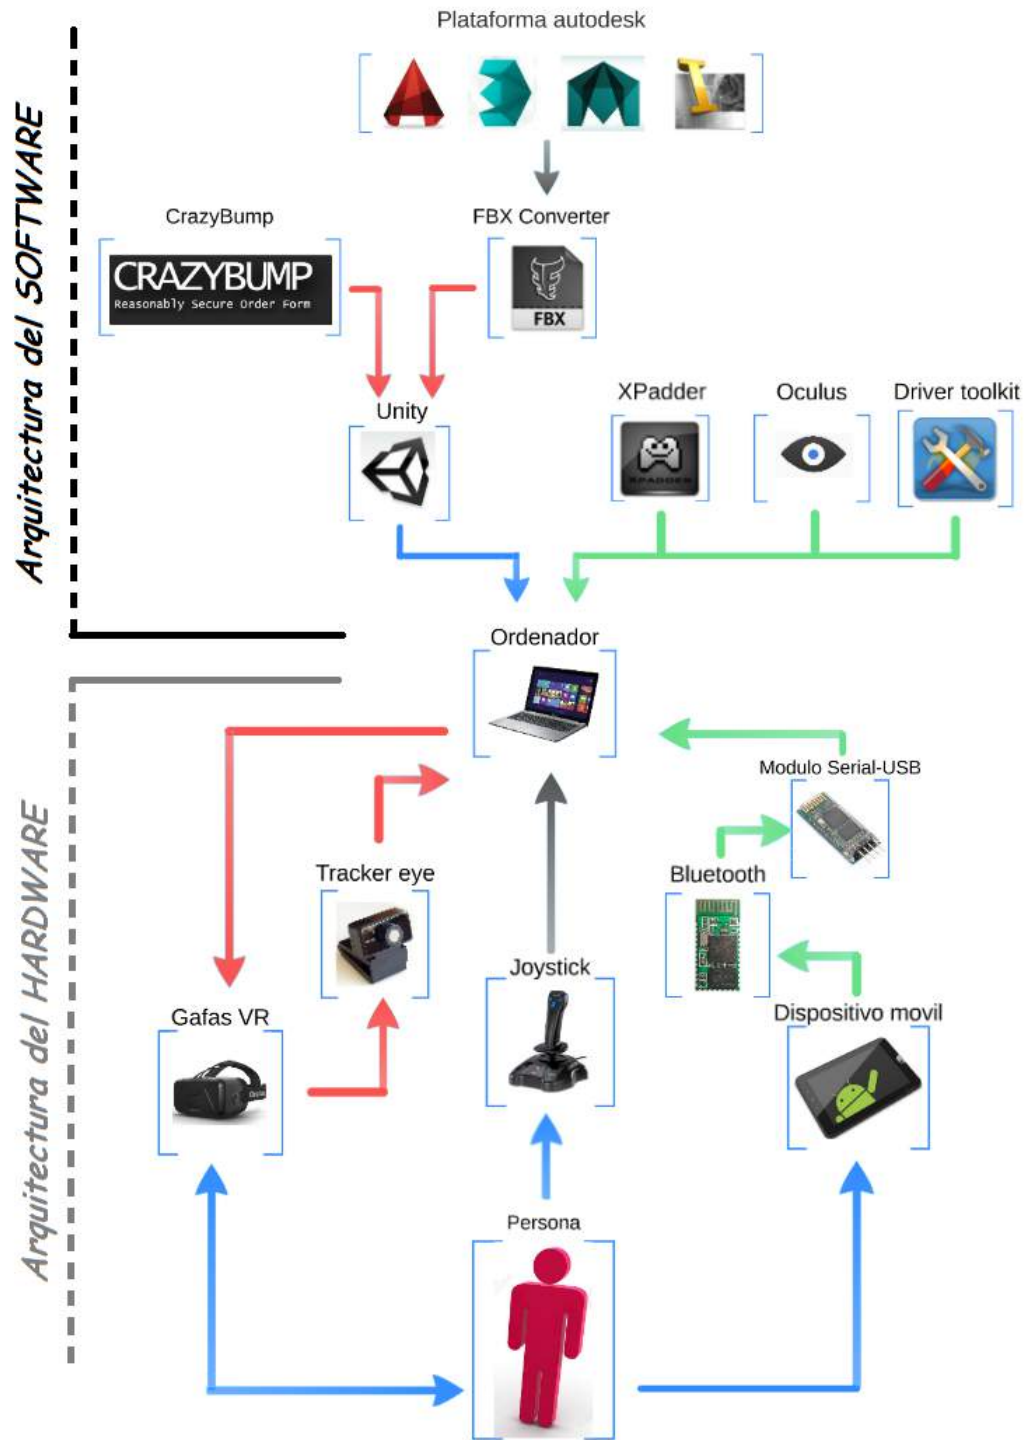 Plataforma autodesk
Arquitectura del SOFTWARE
CrazyBump
FBX Converter
CRAZYBUMP
Reasonably Secure Order Form
FBX
Unity
XPadder
Oculus
Driver toolkit
XPADDER
Ordenador
Arquitectura del HARDWARE
Modulo Serial-USB
Tracker eye
Bluetooth
Joystick
Gafas VR
Dispositivo movil
Persona